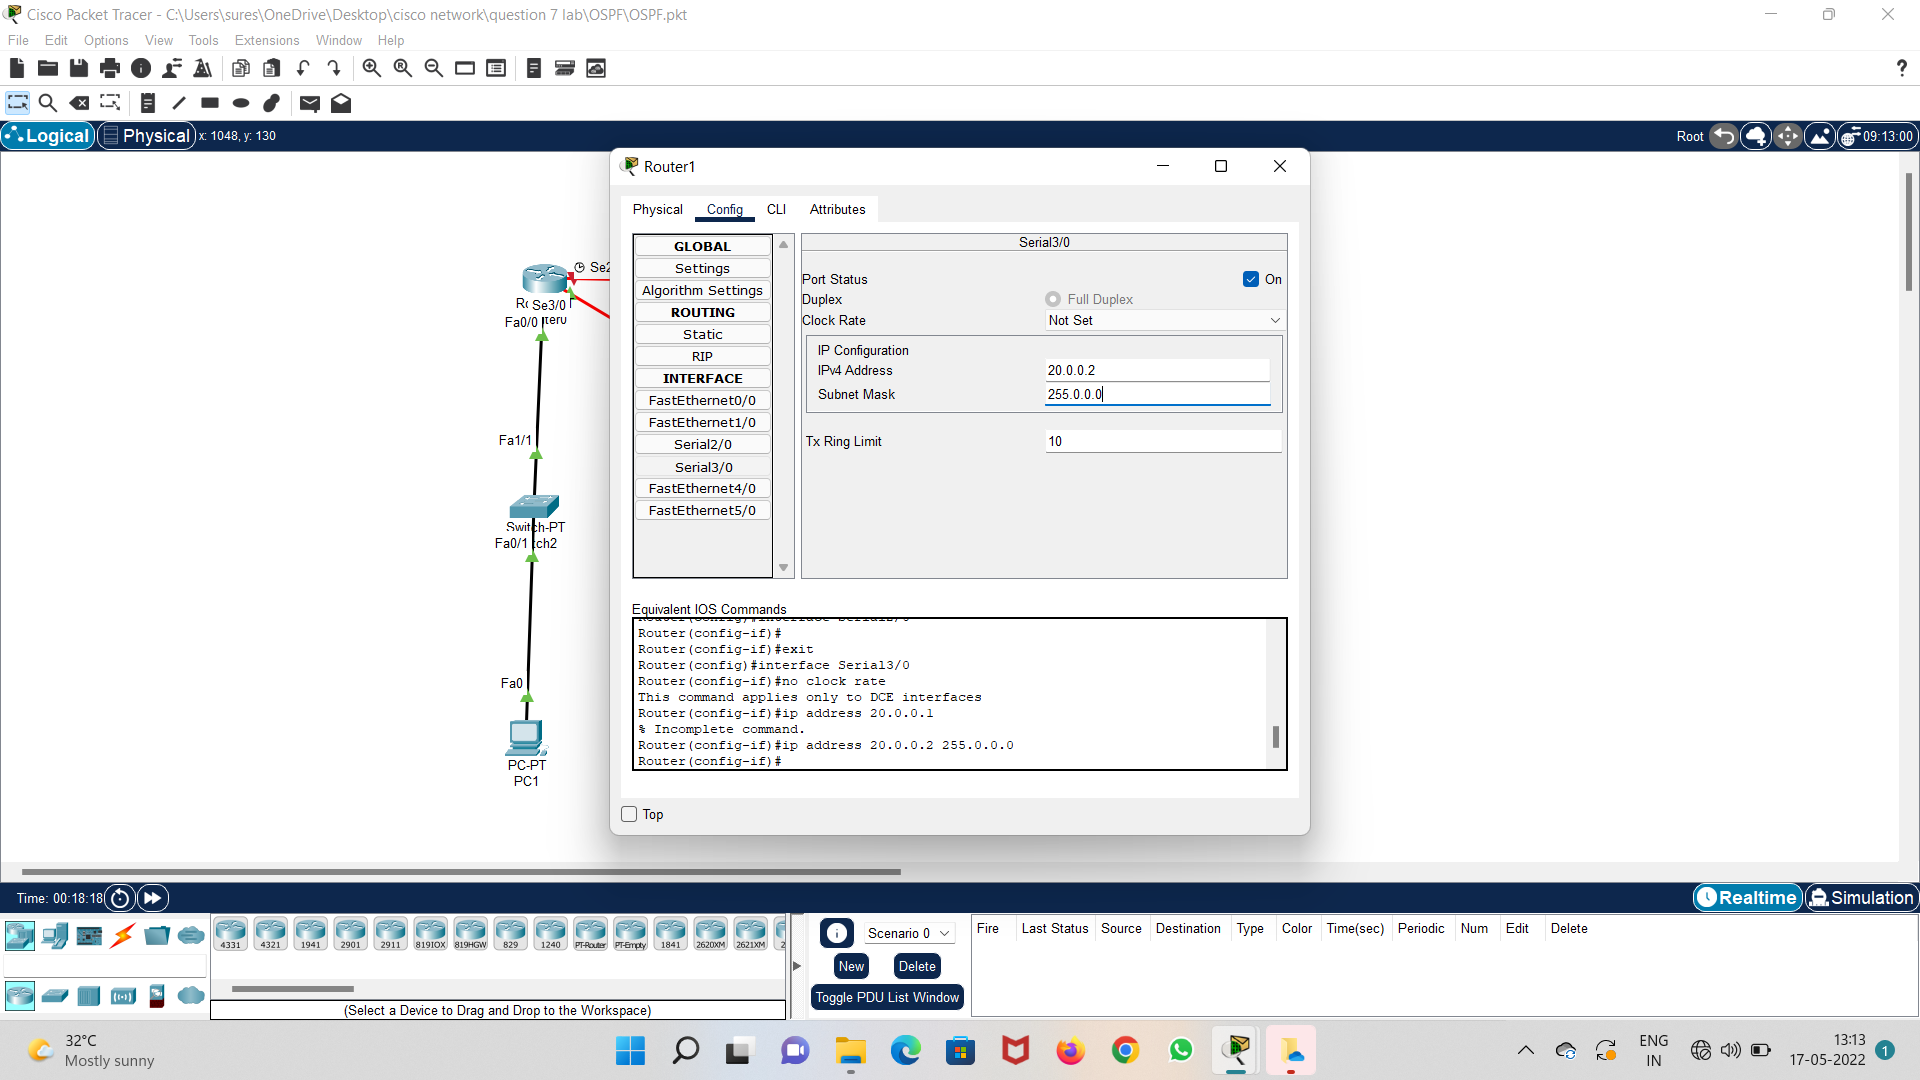 Cisco Packet Tracer - C:\Users\sures\OneDrive\Desktop\cisco network\question 7 lab\OSPF\OSPF.pkt
File Edit Options View Tools Extensions Window Help
?
Logical Physical x: 1048, y: 130
Root 09:13:00
Router1
Physical Config CLI Attributes
GLOBAL
Settings
Algorithm Settings
ROUTING
Static
RIP
INTERFACE
FastEthernet0/0
FastEthernet1/0
Serial2/0
Serial3/0
FastEthernet4/0
FastEthernet5/0
Serial3/0
Port Status On
Duplex Full Duplex
Clock Rate Not Set
IP Configuration
IPv4 Address 20.0.0.2
Subnet Mask 255.0.0.0
Tx Ring Limit 10
Equivalent IOS Commands
Router(config)#interface Serial2/0
Router(config-if)#
Router(config-if)#exit
Router(config)#interface Serial3/0
Router(config-if)#no clock rate
This command applies only to DCE interfaces
Router(config-if)#ip address 20.0.0.1
% Incomplete command.
Router(config-if)#ip address 20.0.0.2 255.0.0.0
Router(config-if)#
Top
Se3/0
Fa0/0
Fa1/1
Switch-PT
Fa0/1
Fa0
PC-PT
PC1
Time: 00:18:18
Realtime Simulation
4331 4321 1941 2901 2911 819IOX 819HGW 829 1240 PT-Router PT-Empty 1841 2620XM 2621XM
(Select a Device to Drag and Drop to the Workspace)
Scenario 0
New Delete
Toggle PDU List Window
Fire Last Status Source Destination Type Color Time(sec) Periodic Num Edit Delete
32°C
Mostly sunny
ENG
IN
13:13
17-05-2022
1